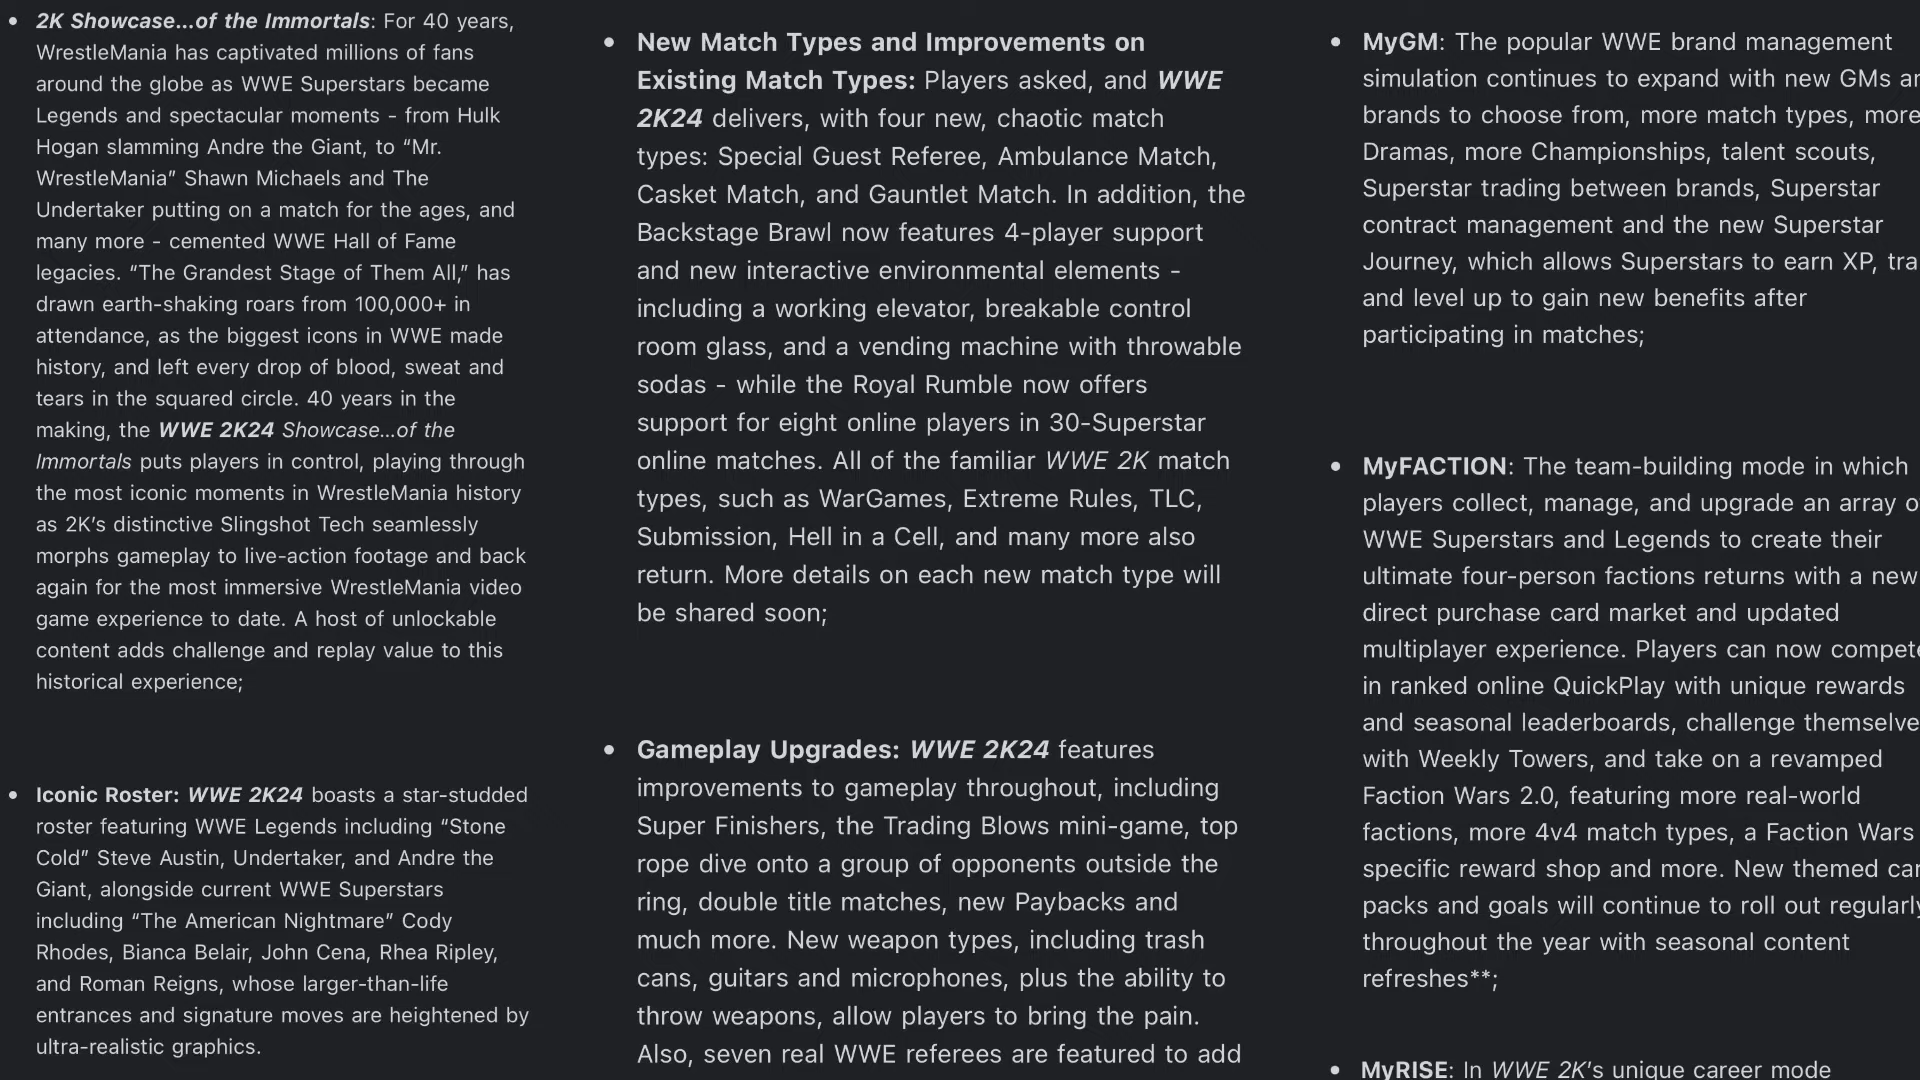 • 2K Showcase...of the Immortals: For 40 years,
WrestleMania has captivated millions of fans
around the globe as WWE Superstars became
Legends and spectacular moments - from Hulk
Hogan slamming Andre the Giant, to “Mr.
WrestleMania” Shawn Michaels and The
Undertaker putting on a match for the ages, and
many more - cemented WWE Hall of Fame
legacies. “The Grandest Stage of Them All,” has
drawn earth-shaking roars from 100,000+ in
attendance, as the biggest icons in WWE made
history, and left every drop of blood, sweat and
tears in the squared circle. 40 years in the
making, the WWE 2K24 Showcase...of the
Immortals puts players in control, playing through
the most iconic moments in WrestleMania history
as 2K’s distinctive Slingshot Tech seamlessly
morphs gameplay to live-action footage and back
again for the most immersive WrestleMania video
game experience to date. A host of unlockable
content adds challenge and replay value to this
historical experience;
• Iconic Roster: WWE 2K24 boasts a star-studded
roster featuring WWE Legends including “Stone
Cold” Steve Austin, Undertaker, and Andre the
Giant, alongside current WWE Superstars
including “The American Nightmare” Cody
Rhodes, Bianca Belair, John Cena, Rhea Ripley,
and Roman Reigns, whose larger-than-life
entrances and signature moves are heightened by
ultra-realistic graphics.
• New Match Types and Improvements on
Existing Match Types: Players asked, and WWE
2K24 delivers, with four new, chaotic match
types: Special Guest Referee, Ambulance Match,
Casket Match, and Gauntlet Match. In addition, the
Backstage Brawl now features 4-player support
and new interactive environmental elements -
including a working elevator, breakable control
room glass, and a vending machine with throwable
sodas - while the Royal Rumble now offers
support for eight online players in 30-Superstar
online matches. All of the familiar WWE 2K match
types, such as WarGames, Extreme Rules, TLC,
Submission, Hell in a Cell, and many more also
return. More details on each new match type will
be shared soon;
• Gameplay Upgrades: WWE 2K24 features
improvements to gameplay throughout, including
Super Finishers, the Trading Blows mini-game, top
rope dive onto a group of opponents outside the
ring, double title matches, new Paybacks and
much more. New weapon types, including trash
cans, guitars and microphones, plus the ability to
throw weapons, allow players to bring the pain.
Also, seven real WWE referees are featured to add
• MyGM: The popular WWE brand management
simulation continues to expand with new GMs
brands to choose from, more match types, more
Dramas, more Championships, talent scouts,
Superstar trading between brands, Superstar
contract management and the new Superstar
Journey, which allows Superstars to earn XP,
and level up to gain new benefits after
participating in matches;
• MyFACTION: The team-building mode in which
players collect, manage, and upgrade an array
WWE Superstars and Legends to create their
ultimate four-person factions returns with a new
direct purchase card market and updated
multiplayer experience. Players can now compete
in ranked online QuickPlay with unique rewards
and seasonal leaderboards, challenge
with Weekly Towers, and take on a revamped
Faction Wars 2.0, featuring more real-world
factions, more 4v4 match types, a Faction Wars
specific reward shop and more. New themed
packs and goals will continue to roll out regularly
throughout the year with seasonal content
refreshes**;
• MyRISE: In WWE 2K's unique career mode